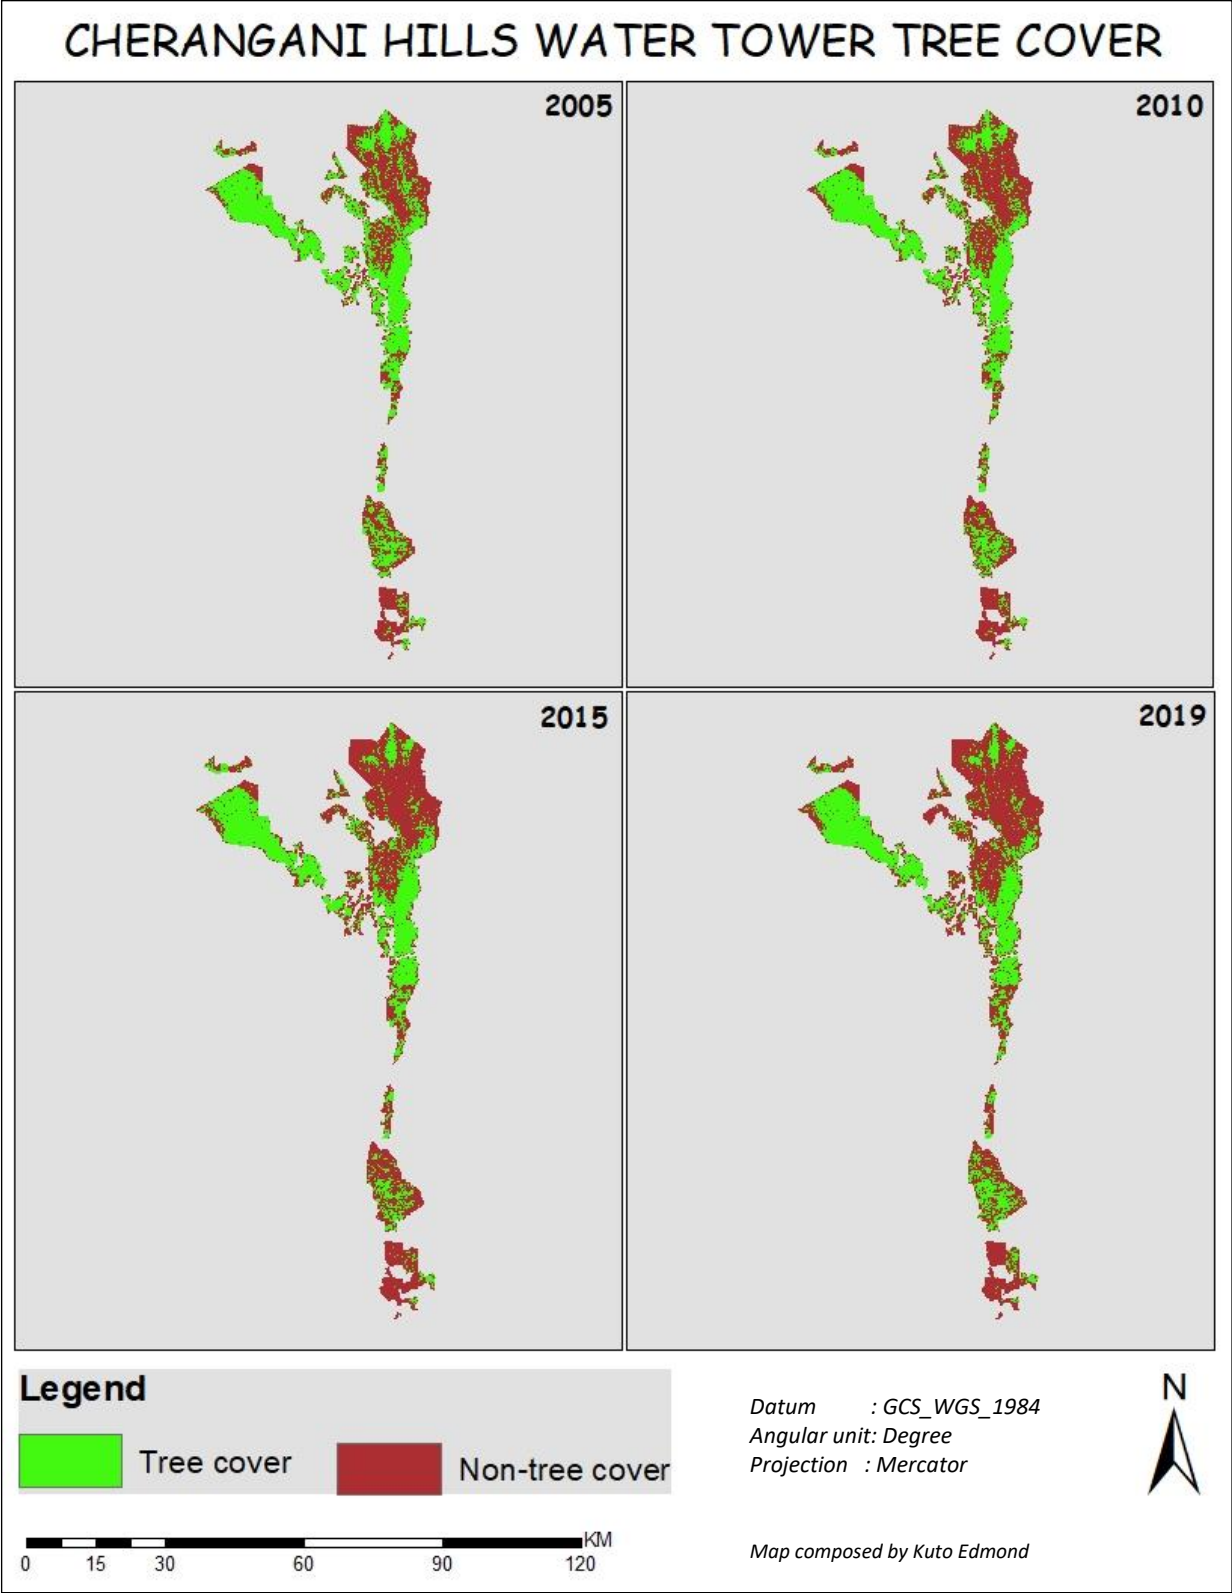 CHERANGANI HILLS WATER TOWER TREE COVER
2005
2010
2015
2019
Legend
Tree cover
Non-tree cover
Datum : GCS_WGS_1984
Angular unit: Degree
Projection : Mercator
N
0 15 30 60 90 120 KM
Map composed by Kuto Edmond